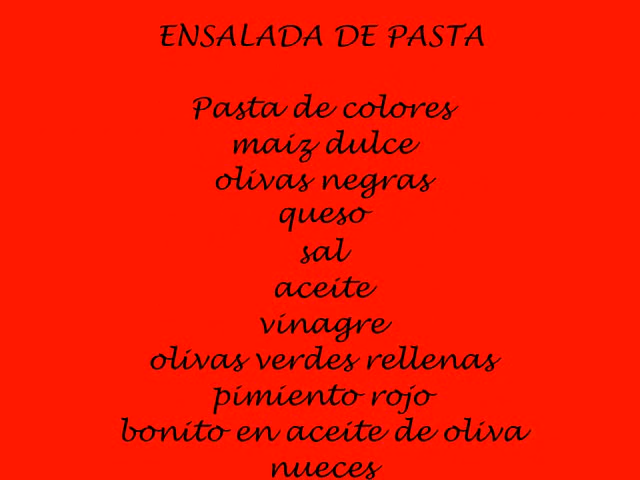 ENSALADA DE PASTA
Pasta de colores
maiz dulce
olivas negras
queso
sal
aceite
vinagre
olivas verdes rellenas
pimiento rojo
bonito en aceite de oliva
nueces